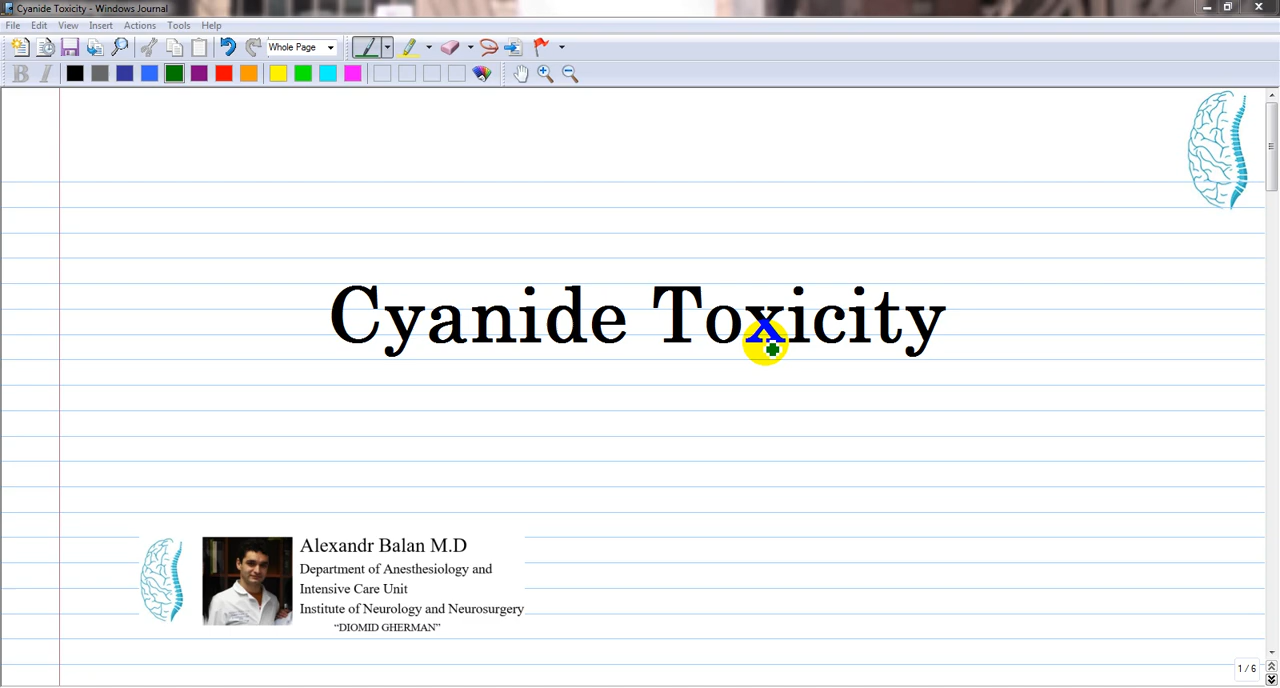 Cyanide Toxicity - Windows Journal
File Edit View Insert Actions Tools Help
Whole Page
B I
Cyanide Toxicity
Alexandr Balan M.D
Department of Anesthesiology and
Intensive Care Unit
Institute of Neurology and Neurosurgery
“DIOMID GHERMAN”
1 / 6